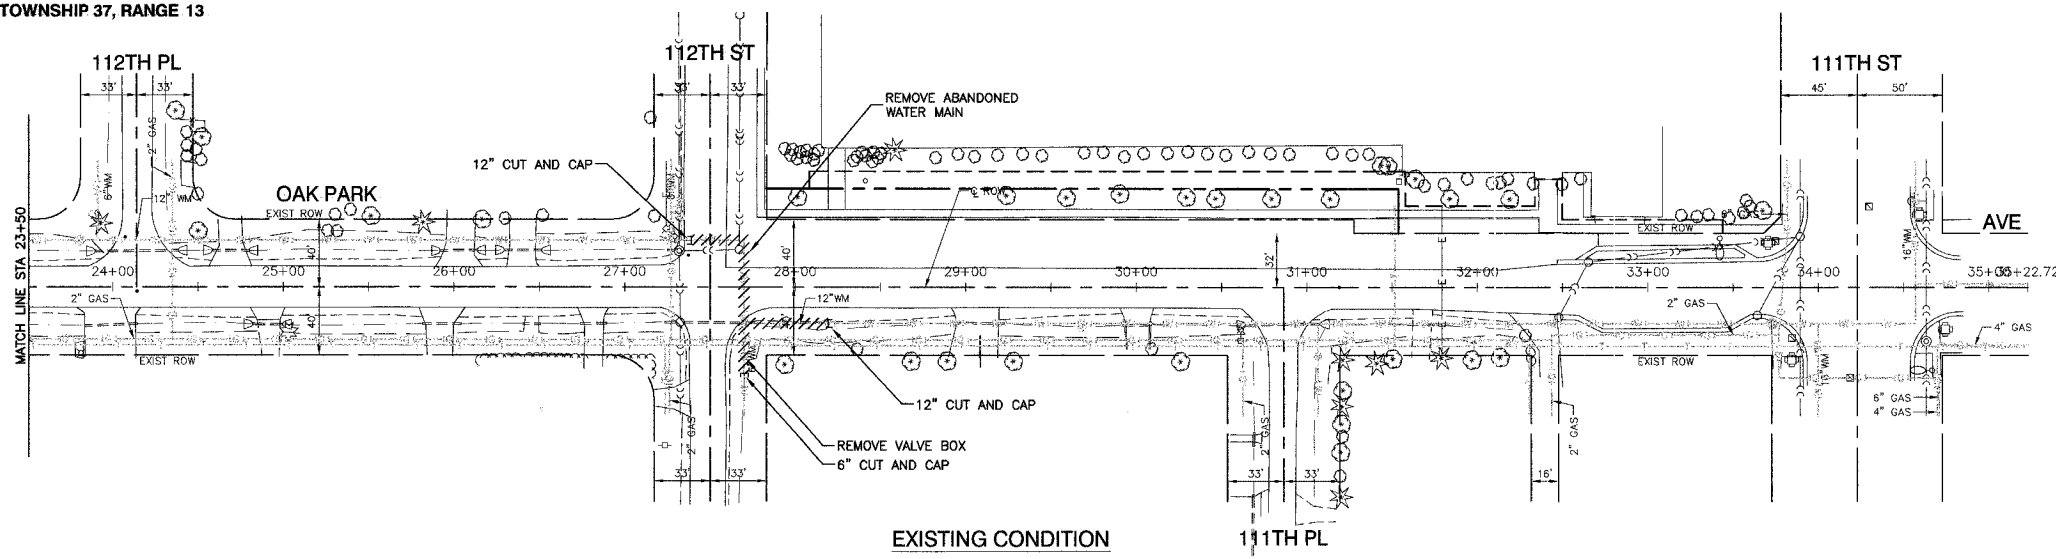 TOWNSHIP 37, RANGE 13
112TH PL
112TH ST
111TH ST
33'
33'
33'
33'
45'
50'
REMOVE ABANDONED
WATER MAIN
12" CUT AND CAP
2" GAS
6"WM
12" WM
OAK PARK
EXIST ROW
℄ ROW
EXIST ROW
AVE
16"WM
MATCH LINE STA 23+50
40'
40'
32'
24+00
25+00
26+00
27+00
28+00
29+00
30+00
31+00
32+00
33+00
34+00
35+00
35+22.72
2" GAS
12"WM
2" GAS
4" GAS
40'
EXIST ROW
EXIST ROW
12" CUT AND CAP
REMOVE VALVE BOX
6" CUT AND CAP
2" GAS
2" GAS
2" GAS
6" GAS
4" GAS
33'
33'
33'
33'
16'
EXISTING CONDITION
111TH PL